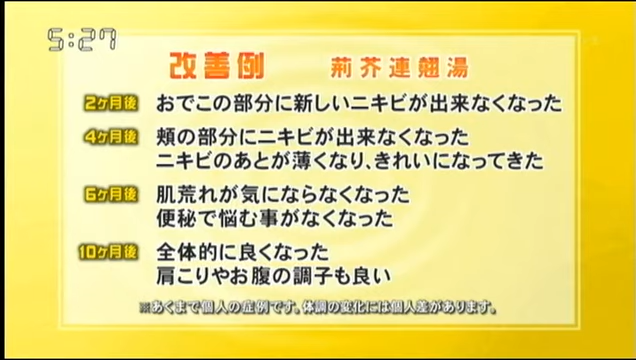 5:27
改善例 荊芥連翹湯
2ヶ月後 おでこの部分に新しいニキビが出来なくなった
4ヶ月後 頬の部分にニキビが出来なくなった
ニキビのあとが薄くなり、きれいになってきた
6ヶ月後 肌荒れが気にならなくなった
便秘で悩む事がなくなった
10ヶ月後 全体的に良くなった
肩こりやお腹の調子も良い
※あくまで個人の症例です。体調の変化には個人差があります。